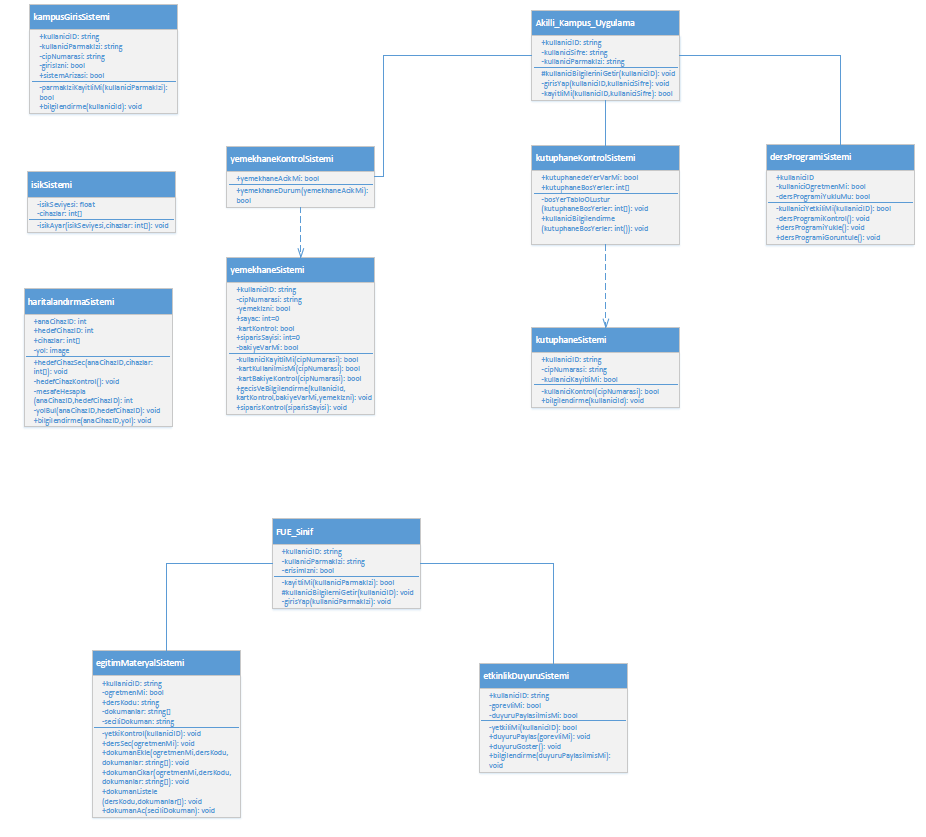 kampusGirisSistemi
+kullaniciID: string
-kullaniciParmakIzi: string
-cipNumarasi: string
-girisIzni: bool
+sistemArizasi: bool
-parmakIziKayitliMi(kullaniciParmakIzi):
bool
+bilgilendirme(kullaniciId): void
Akilli_Kampus_Uygulama
+kullaniciID: string
-kullaniciSifre: string
-kullaniciParmakIzi: string
#kullaniciBilgileriniGetir(kullaniciID): void
-girisYap(kullaniciID,kullaniciSifre): void
-kayitliMi(kullaniciID,kullaniciSifre): bool
yemekhaneKontrolSistemi
+yemekhaneAcikMi: bool
+yemekhaneDurum(yemekhaneAcikMi):
bool
kutuphaneKontrolSistemi
+kutuphanedeYerVarMi: bool
+kutuphaneBosYerler: int[]
-bosYerTabloOLustur
(kutuphaneBosYerler: int[]): void
+kullaniciBilgilendirme
(kutuphaneBosYerler: int[]): void
dersProgramiSistemi
+kullaniciID
-kullaniciOgretmenMi: bool
-dersProgramiYukluMu: bool
-kullaniciYetkiliMi(kullaniciID): bool
-dersProgramiKontrol(): void
+dersProgramiYukle(): void
+dersProgramiGoruntule(): void
isikSistemi
-isikSeviyesi: float
-cihazlar: int[]
-isikAyar(isikSeviyesi,cihazlar: int[]): void
yemekhaneSistemi
+kullaniciID: string
-cipNumarasi: string
-yemekIzni: bool
+sayac: int=0
-kartKontrol: bool
+siparisSayisi: int=0
-bakiyeVarMi: bool
-kullaniciKayitliMi(cipNumarasi): bool
-kartKullanilmisMi(cipNumarasi): bool
-kartBakiyeKontrol(cipNumarasi): bool
+gecisVeBilgilendirme(kullaniciId,
kartKontrol,bakiyeVarMi,yemekIzni): void
+siparisKontrol(siparisSayisi): void
haritalandırmaSistemi
+anaCihazID: int
+hedefCihazID: int
+cihazlar: int[]
-yol: image
+hedefCihazSec(anaCihazID,cihazlar:
int[]): void
-hedefCihazKontrol(): void
-mesafeHesapla
(anaCihazID,hedefCihazID): int
-yolBul(anaCihazID,hedefCihazID): void
+bilgilendirme(anaCihazID,yol): void
kutuphaneSistemi
+kullaniciID: string
-cipNumarasi: string
-kullaniciKayitliMi: bool
-kullaniciKontrol(cipNumarasi): bool
+bilgilendirme(kullaniciId): void
FUE_Sinif
+kullaniciID: string
-kullaniciParmakIzi: string
-erisimIzni: bool
-kayitliMi(kullaniciParmakIzi): bool
#kullaniciBilgilemiGetir(kullaniciID): void
-girisYap(kullaniciParmakIzi): void
egitimMateryalSistemi
+kullaniciID: string
-ogretmenMi: bool
+dersKodu: string
-dokumanlar: string[]
-seciliDokuman: string
-yetkiKontrol(kullaniciID): void
+dersSec(ogretmenMi): void
+dokumanEkle(ogretmenMi,dersKodu,
dokumanlar: string[]): void
+dokumanCikar(ogretmenMi,dersKodu,
dokumanlar: string[]): void
+dokumanListele
(dersKodu,dokumanlar[]): void
+dokumanAc(seciliDokuman): void
etkinlikDuyuruSistemi
+kullaniciID: string
-gorevliMi: bool
-duyuruPaylasilmisMi: bool
-yetkiliMi(kullaniciID): bool
+duyuruPaylas(gorevliMi): void
+duyuruGoster(): void
+bilgilendirme(duyuruPaylasilmisMi):
void